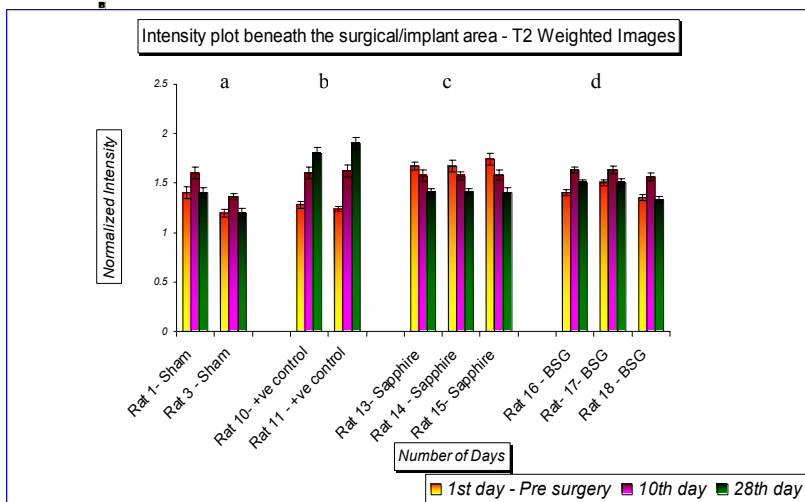 Intensity plot beneath the surgical/implant area - T2 Weighted Images
a b c d
Normalized Intensity
2.5
2
1.5
1
0.5
0
Rat 1- Sham
Rat 3 - Sham
Rat 10- +ve control
Rat 11 - +ve control
Rat 13- Sapphire
Rat 14 - Sapphire
Rat 15- Sapphire
Rat 16 - BSG
Rat- 17- BSG
Rat 18 - BSG
Number of Days
1st day - Pre surgery 10th day 28th day